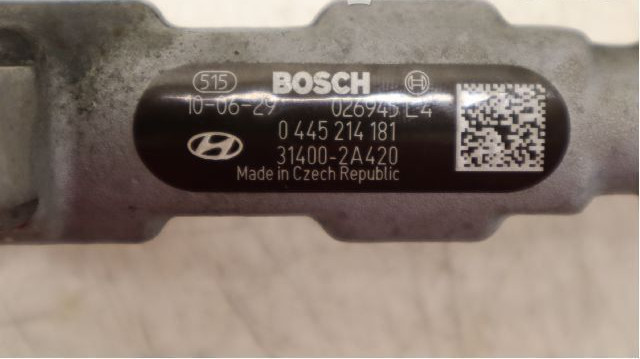 515 BOSCH
10-06-29 026945 L4
0 445 214 181
31400-2A420
Made in Czech Republic